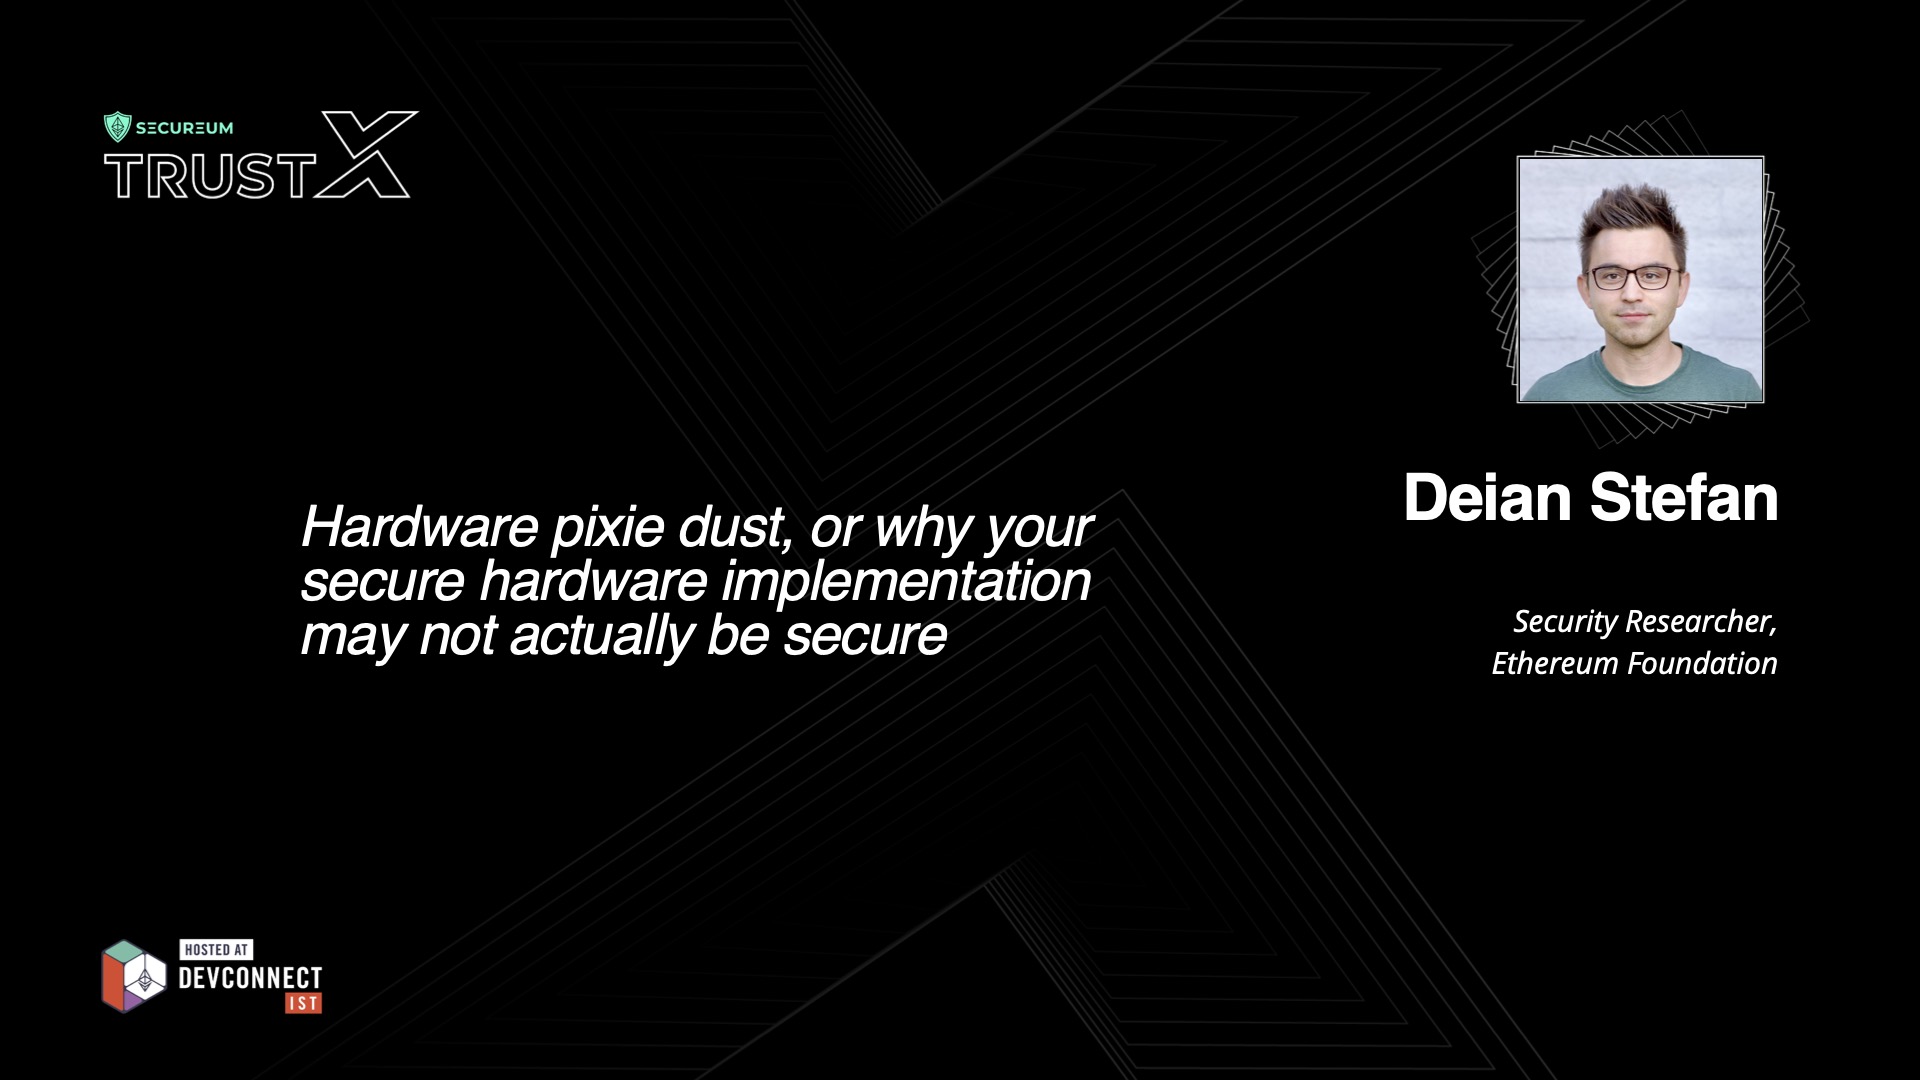 SECUREUM
TRUSTX
Hardware pixie dust, or why your
secure hardware implementation
may not actually be secure
Deian Stefan
Security Researcher,
Ethereum Foundation
HOSTED AT
DEVCONNECT
IST